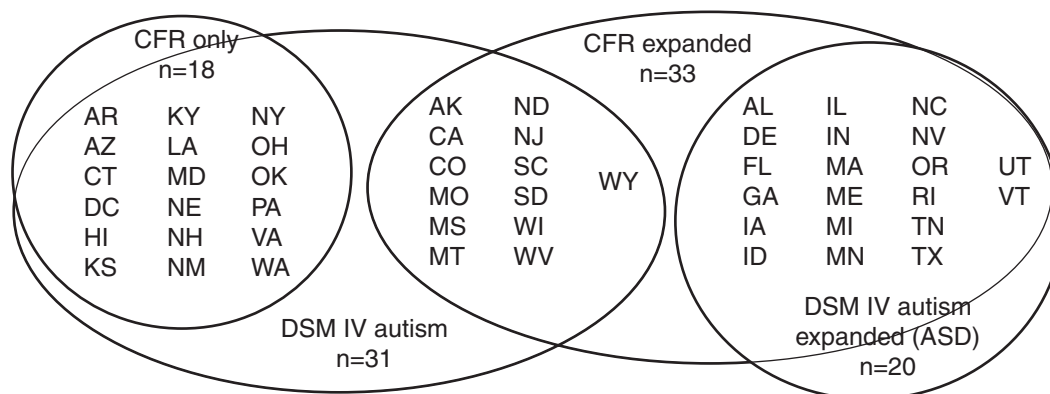 CFR only
n=18
AR KY NY
AZ LA OH
CT MD OK
DC NE PA
HI NH VA
KS NM WA
DSM IV autism
n=31
AK ND
CA NJ
CO SC
MO SD
MS WI
MT WV
WY
CFR expanded
n=33
AL IL NC
DE IN NV
FL MA OR UT
GA ME RI VT
IA MI TN
ID MN TX
DSM IV autism
expanded (ASD)
n=20